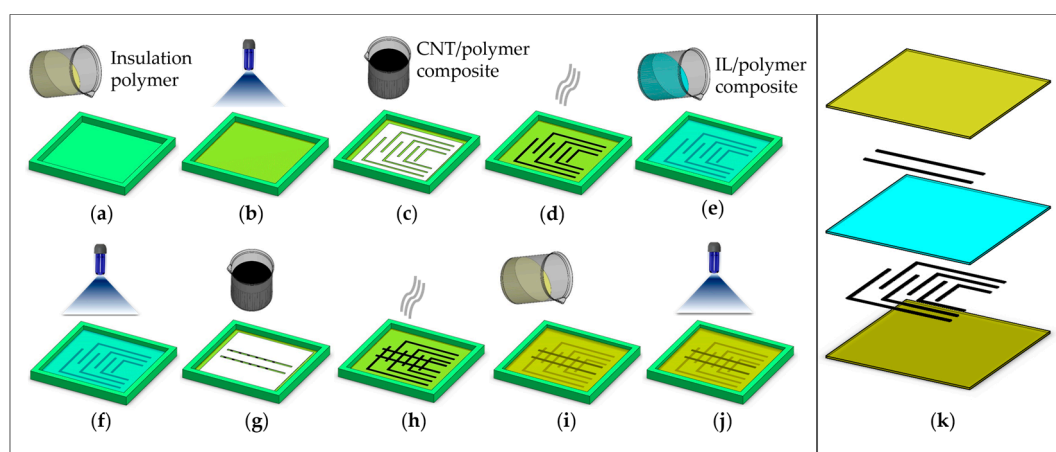 Insulation
polymer
CNT/polymer
composite
IL/polymer
composite
(a)
(b)
(c)
(d)
(e)
(f)
(g)
(h)
(i)
(j)
(k)